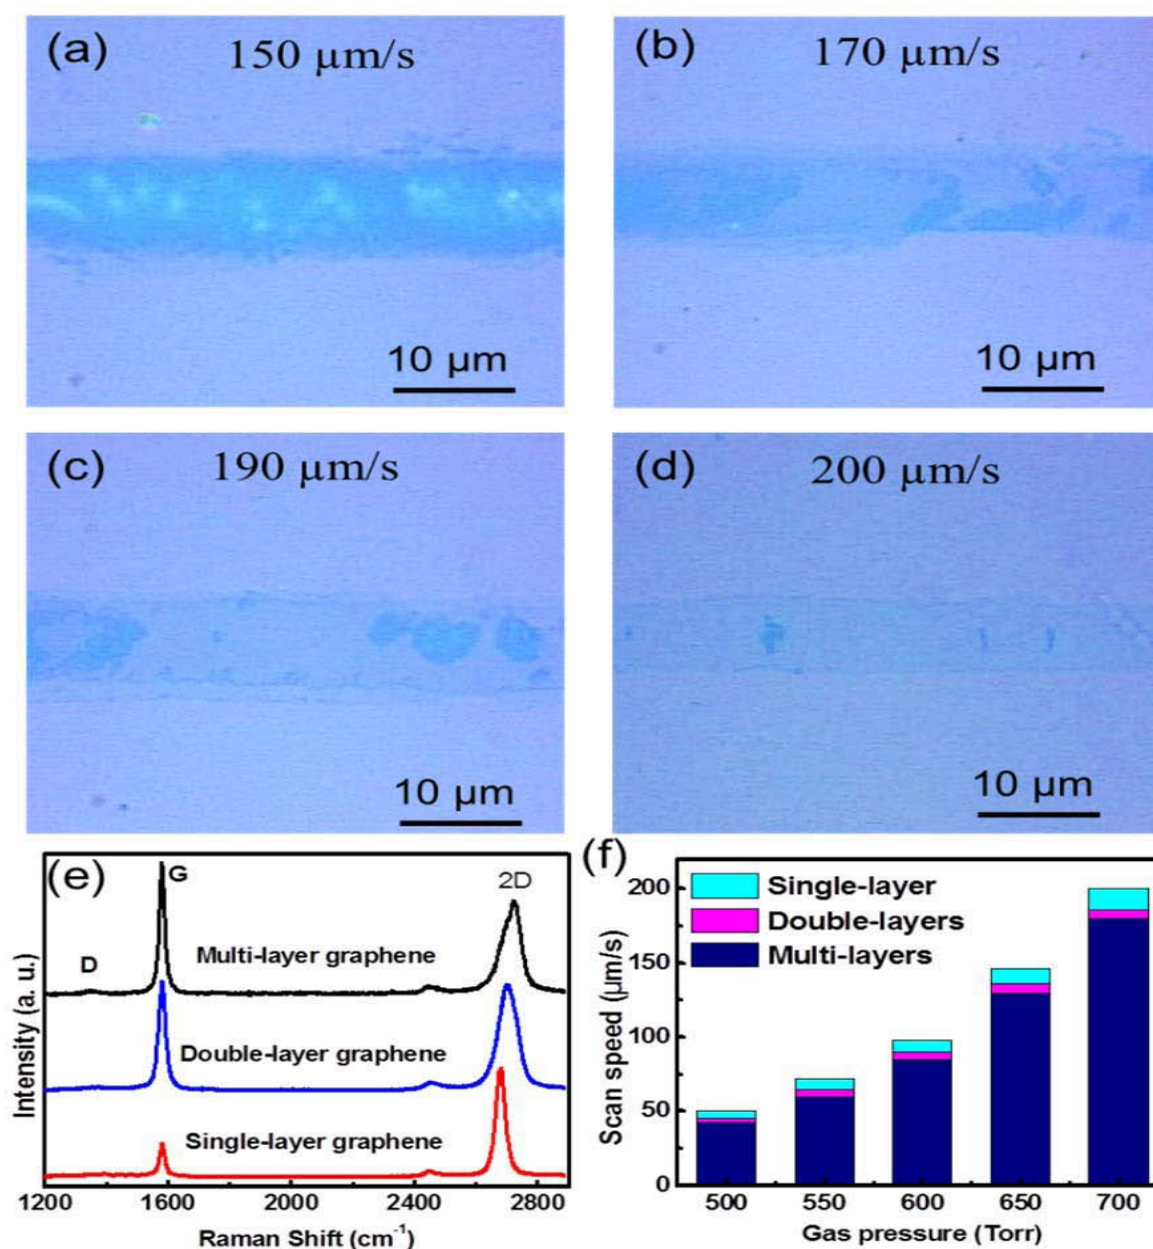 (a) 150 μm/s
10 μm
(b) 170 μm/s
10 μm
(c) 190 μm/s
10 μm
(d) 200 μm/s
10 μm
(e)
G
2D
D
Multi-layer graphene
Double-layer graphene
Single-layer graphene
Intensity (a. u.)
1200 1600 2000 2400 2800
Raman Shift (cm⁻¹)
(f)
Single-layer
Double-layers
Multi-layers
Scan speed (μm/s)
200
150
100
50
0
500 550 600 650 700
Gas pressure (Torr)